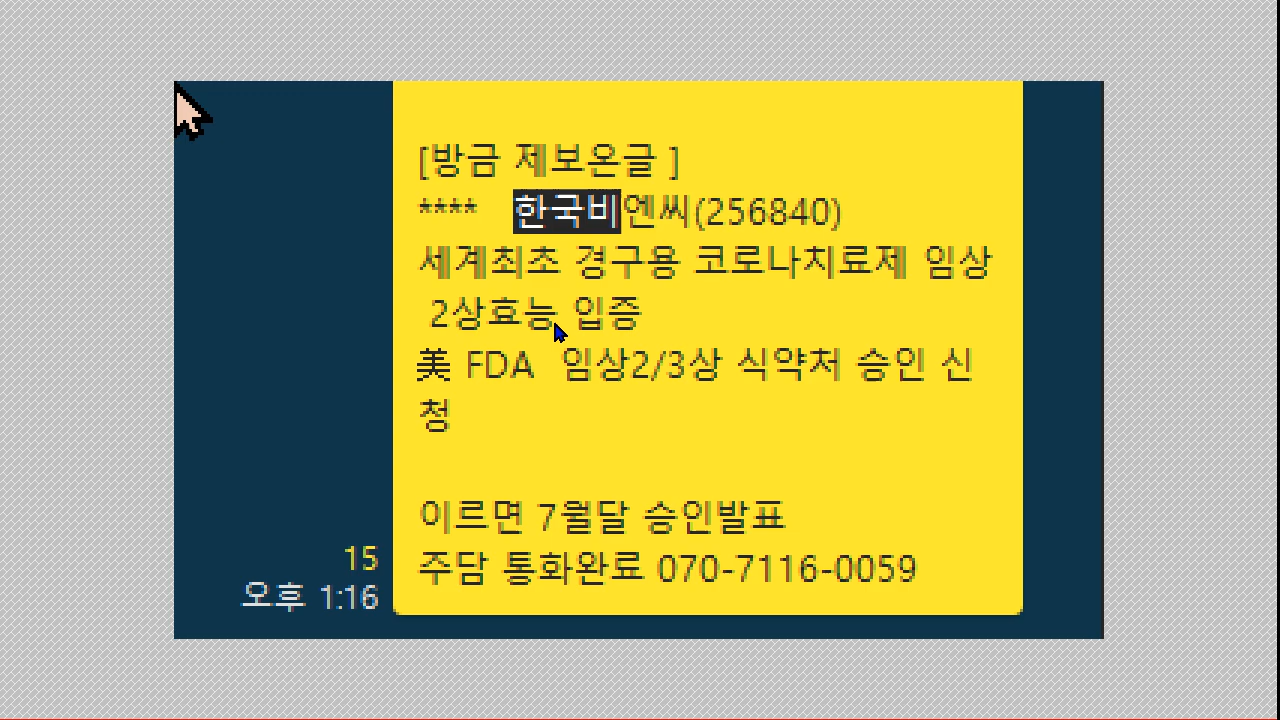 [방금 제보온글 ]
**** 한국비엔씨(256840)
세계최초 경구용 코로나치료제 임상
2상효능 입증
美 FDA 임상2/3상 식약처 승인 신
청
이르면 7월달 승인발표
주담 통화완료 070-7116-0059
15
오후 1:16